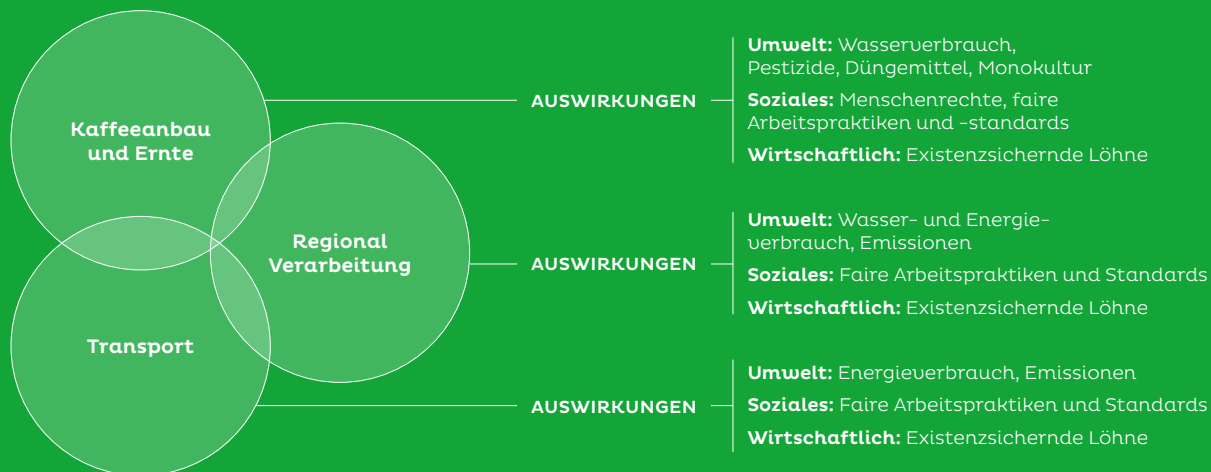 Kaffeeanbau
und Ernte
AUSWIRKUNGEN
Umwelt: Wasserverbrauch,
Pestizide, Düngemittel, Monokultur
Soziales: Menschenrechte, faire
Arbeitspraktiken und -standards
Wirtschaftlich: Existenzsichernde Löhne
Regional
Verarbeitung
AUSWIRKUNGEN
Umwelt: Wasser- und Energie-
verbrauch, Emissionen
Soziales: Faire Arbeitspraktiken und Standards
Wirtschaftlich: Existenzsichernde Löhne
Transport
AUSWIRKUNGEN
Umwelt: Energieverbrauch, Emissionen
Soziales: Faire Arbeitspraktiken und Standards
Wirtschaftlich: Existenzsichernde Löhne